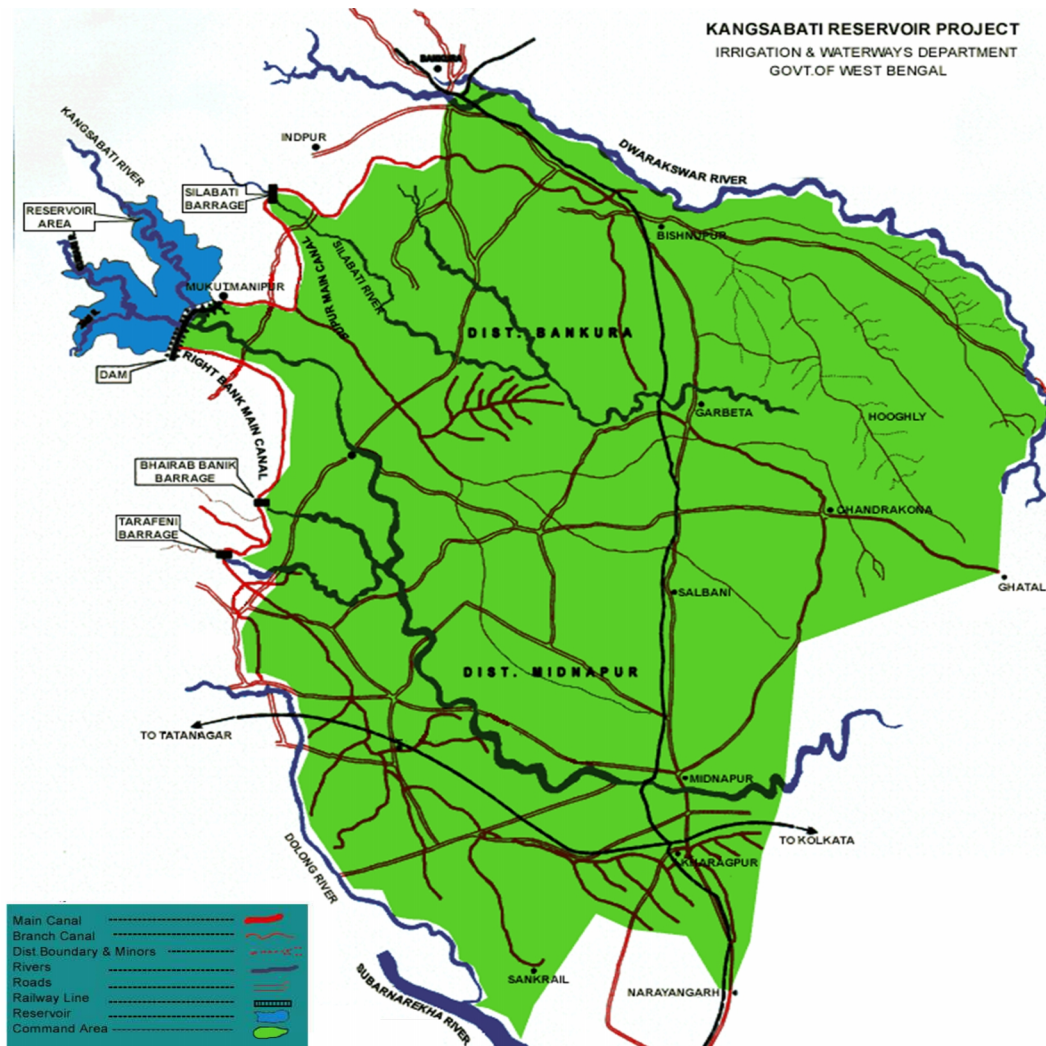 KANGSABATI RESERVOIR PROJECT
IRRIGATION & WATERWAYS DEPARTMENT
GOVT.OF WEST BENGAL
BANKURA
KANGSABATI RIVER
INDPUR
DWARAKSWAR RIVER
SILABATI
BARRAGE
RESERVOIR
AREA
BISHNUPUR
SILABATI RIVER
MAIN CANAL
MUKUTMANIPUR
DIST. BANKURA
DAM
RIGHT BANK MAIN CANAL
GARBETA
HOOGHLY
BHAIRAB BANIK
BARRAGE
CHANDRAKONA
TARAFENI
BARRAGE
GHATAL
SALBANI
DIST. MIDNAPUR
TO TATANAGAR
MIDNAPUR
TO KOLKATA
KHARAGPUR
DOLONG RIVER
SANKRAIL
NARAYANGARH
SUBARNAREKHA RIVER
Main Canal
Branch Canal
Dist.Boundary & Minors
Rivers
Roads
Railway Line
Reservoir
Command Area